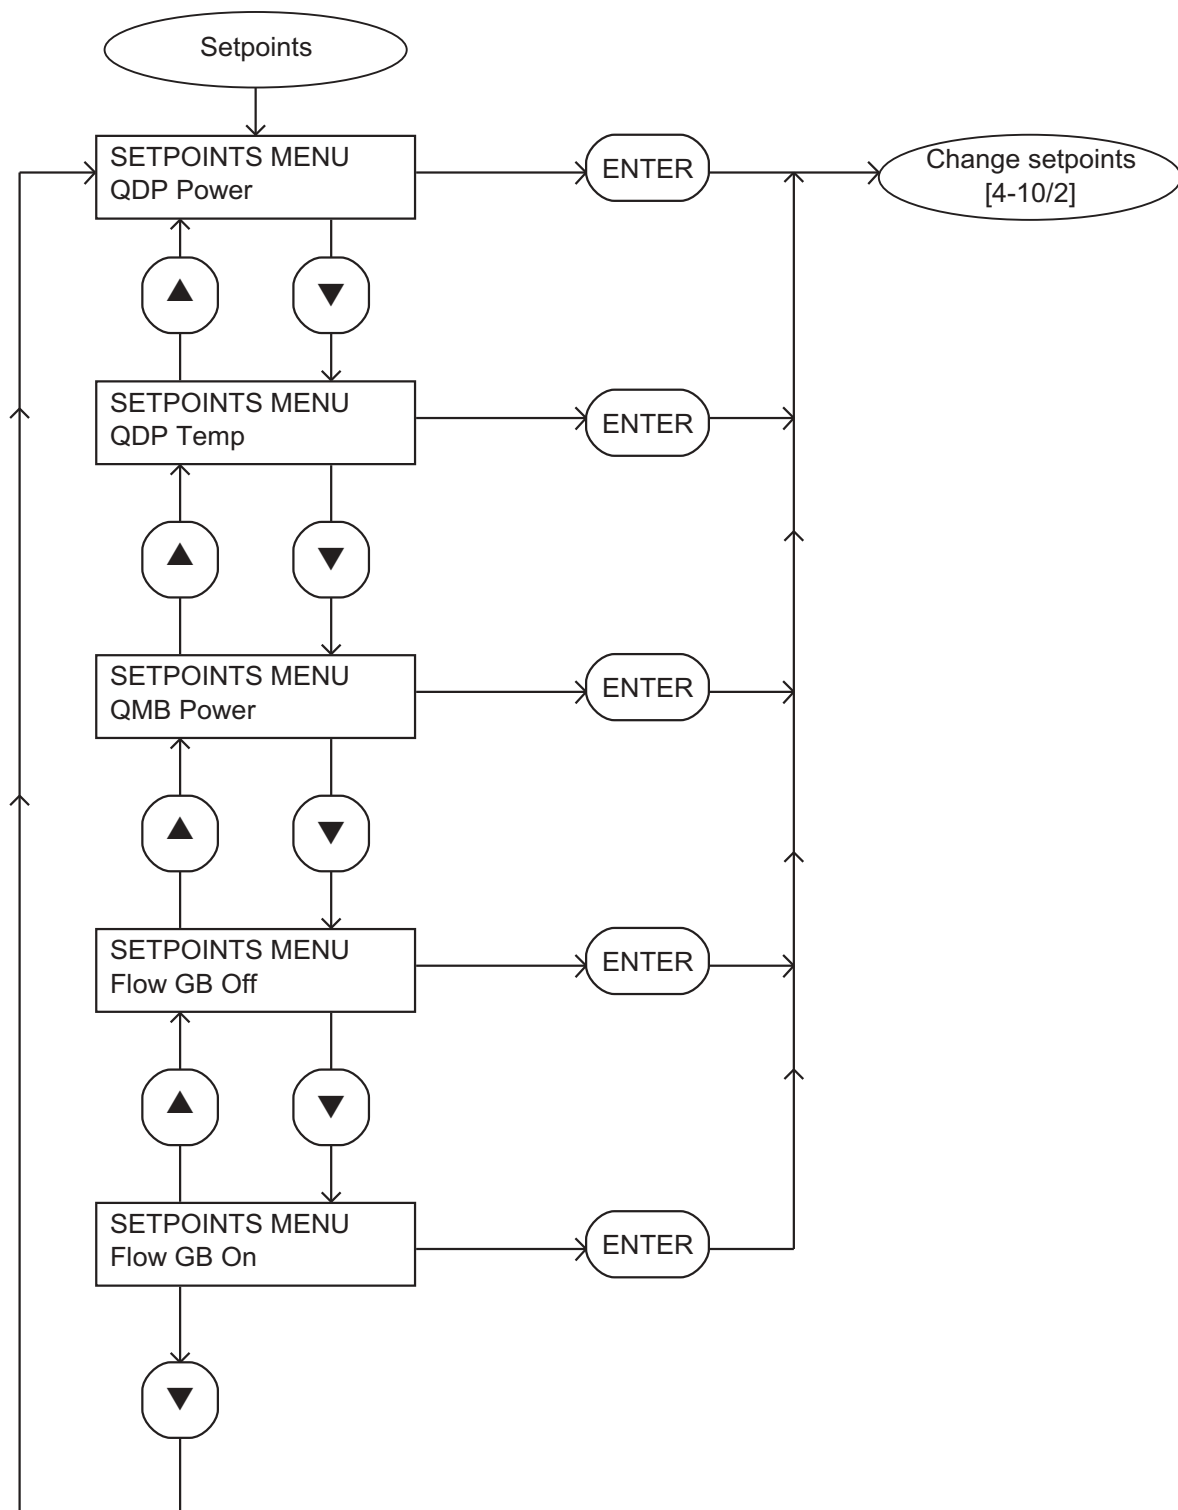 Setpoints
SETPOINTS MENU
QDP Power
ENTER
Change setpoints
[4-10/2]
SETPOINTS MENU
QDP Temp
ENTER
SETPOINTS MENU
QMB Power
ENTER
SETPOINTS MENU
Flow GB Off
ENTER
SETPOINTS MENU
Flow GB On
ENTER